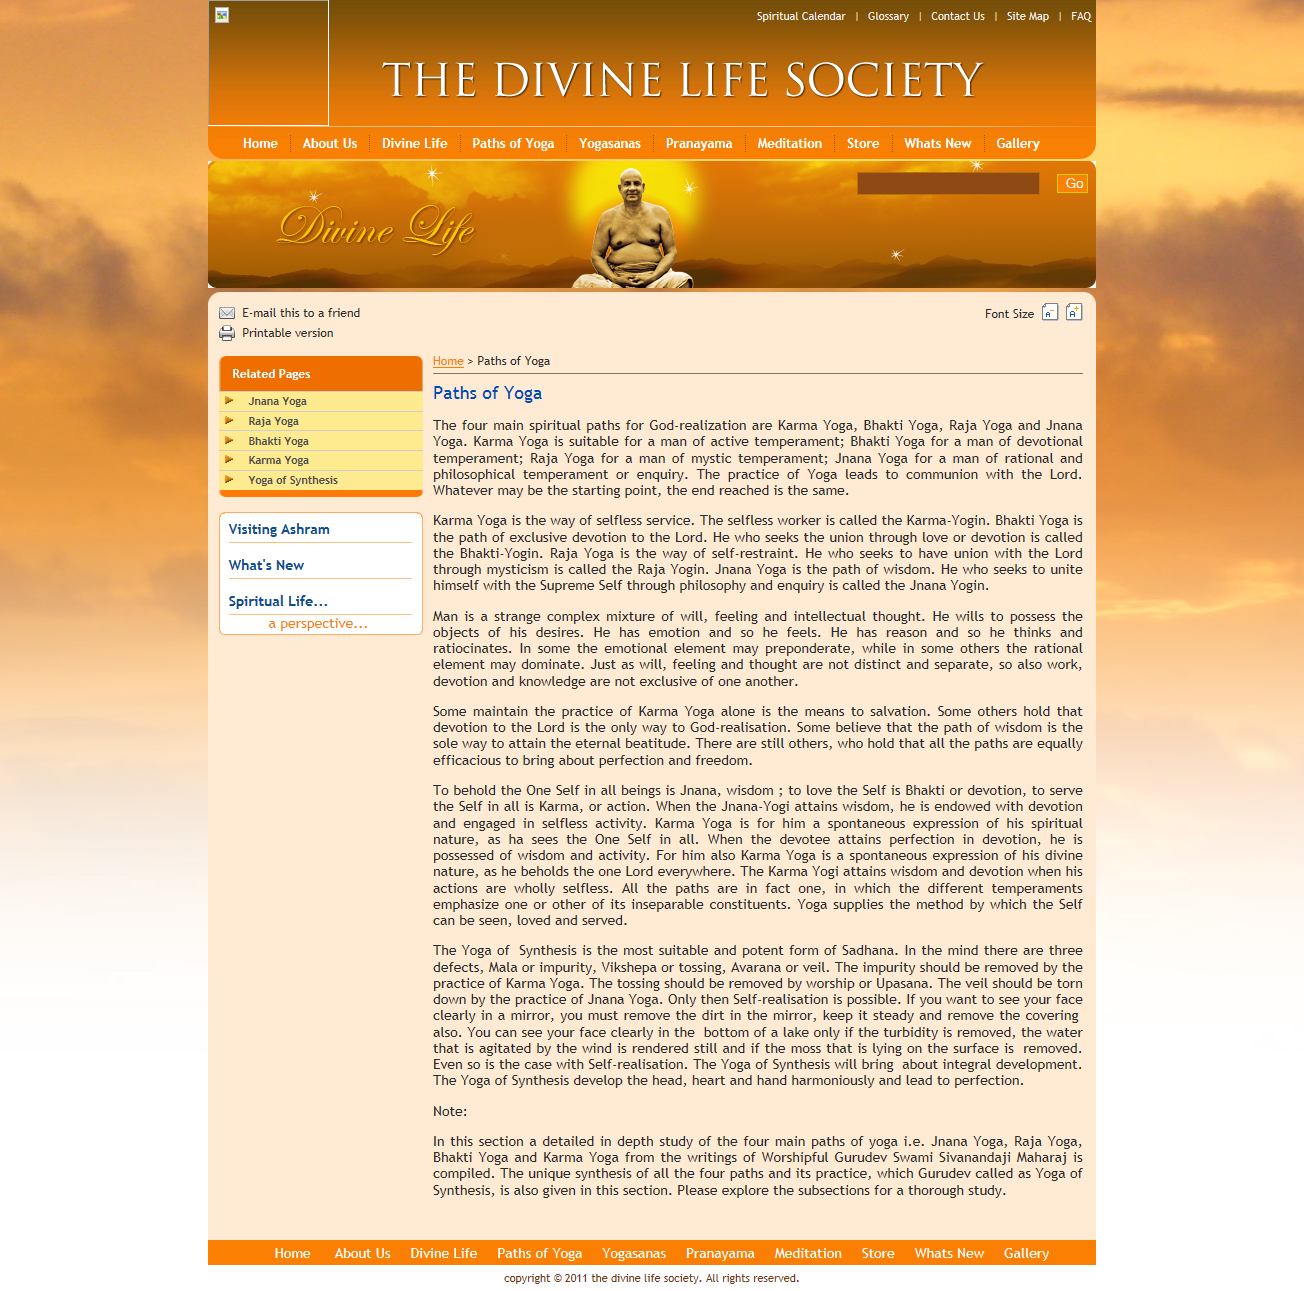 Spiritual Calendar | Glossary | Contact Us | Site Map | FAQ
THE DIVINE LIFE SOCIETY
Home About Us Divine Life Paths of Yoga Yogasanas Pranayama Meditation Store Whats New Gallery
Go
Divine Life
E-mail this to a friend
Printable version
Font Size A- A+
Related Pages
Jnana Yoga
Raja Yoga
Bhakti Yoga
Karma Yoga
Yoga of Synthesis
Visiting Ashram
What's New
Spiritual Life...
a perspective...
Home > Paths of Yoga
Paths of Yoga
The four main spiritual paths for God-realization are Karma Yoga, Bhakti Yoga, Raja Yoga and Jnana
Yoga. Karma Yoga is suitable for a man of active temperament; Bhakti Yoga for a man of devotional
temperament; Raja Yoga for a man of mystic temperament; Jnana Yoga for a man of rational and
philosophical temperament or enquiry. The practice of Yoga leads to communion with the Lord.
Whatever may be the starting point, the end reached is the same.
Karma Yoga is the way of selfless service. The selfless worker is called the Karma-Yogin. Bhakti Yoga is
the path of exclusive devotion to the Lord. He who seeks the union through love or devotion is called
the Bhakti-Yogin. Raja Yoga is the way of self-restraint. He who seeks to have union with the Lord
through mysticism is called the Raja Yogin. Jnana Yoga is the path of wisdom. He who seeks to unite
himself with the Supreme Self through philosophy and enquiry is called the Jnana Yogin.
Man is a strange complex mixture of will, feeling and intellectual thought. He wills to possess the
objects of his desires. He has emotion and so he feels. He has reason and so he thinks and
ratiocinates. In some the emotional element may preponderate, while in some others the rational
element may dominate. Just as will, feeling and thought are not distinct and separate, so also work,
devotion and knowledge are not exclusive of one another.
Some maintain the practice of Karma Yoga alone is the means to salvation. Some others hold that
devotion to the Lord is the only way to God-realisation. Some believe that the path of wisdom is the
sole way to attain the eternal beatitude. There are still others, who hold that all the paths are equally
efficacious to bring about perfection and freedom.
To behold the One Self in all beings is Jnana, wisdom ; to love the Self is Bhakti or devotion, to serve
the Self in all is Karma, or action. When the Jnana-Yogi attains wisdom, he is endowed with devotion
and engaged in selfless activity. Karma Yoga is for him a spontaneous expression of his spiritual
nature, as ha sees the One Self in all. When the devotee attains perfection in devotion, he is
possessed of wisdom and activity. For him also Karma Yoga is a spontaneous expression of his divine
nature, as he beholds the one Lord everywhere. The Karma Yogi attains wisdom and devotion when his
actions are wholly selfless. All the paths are in fact one, in which the different temperaments
emphasize one or other of its inseparable constituents. Yoga supplies the method by which the Self
can be seen, loved and served.
The Yoga of Synthesis is the most suitable and potent form of Sadhana. In the mind there are three
defects, Mala or impurity, Vikshepa or tossing, Avarana or veil. The impurity should be removed by the
practice of Karma Yoga. The tossing should be removed by worship or Upasana. The veil should be torn
down by the practice of Jnana Yoga. Only then Self-realisation is possible. If you want to see your face
clearly in a mirror, you must remove the dirt in the mirror, keep it steady and remove the covering
also. You can see your face clearly in the bottom of a lake only if the turbidity is removed, the water
that is agitated by the wind is rendered still and if the moss that is lying on the surface is removed.
Even so is the case with Self-realisation. The Yoga of Synthesis will bring about integral development.
The Yoga of Synthesis develop the head, heart and hand harmoniously and lead to perfection.
Note:
In this section a detailed in depth study of the four main paths of yoga i.e. Jnana Yoga, Raja Yoga,
Bhakti Yoga and Karma Yoga from the writings of Worshipful Gurudev Swami Sivanandaji Maharaj is
compiled. The unique synthesis of all the four paths and its practice, which Gurudev called as Yoga of
Synthesis, is also given in this section. Please explore the subsections for a thorough study.
Home About Us Divine Life Paths of Yoga Yogasanas Pranayama Meditation Store Whats New Gallery
copyright © 2011 the divine life society. All rights reserved.